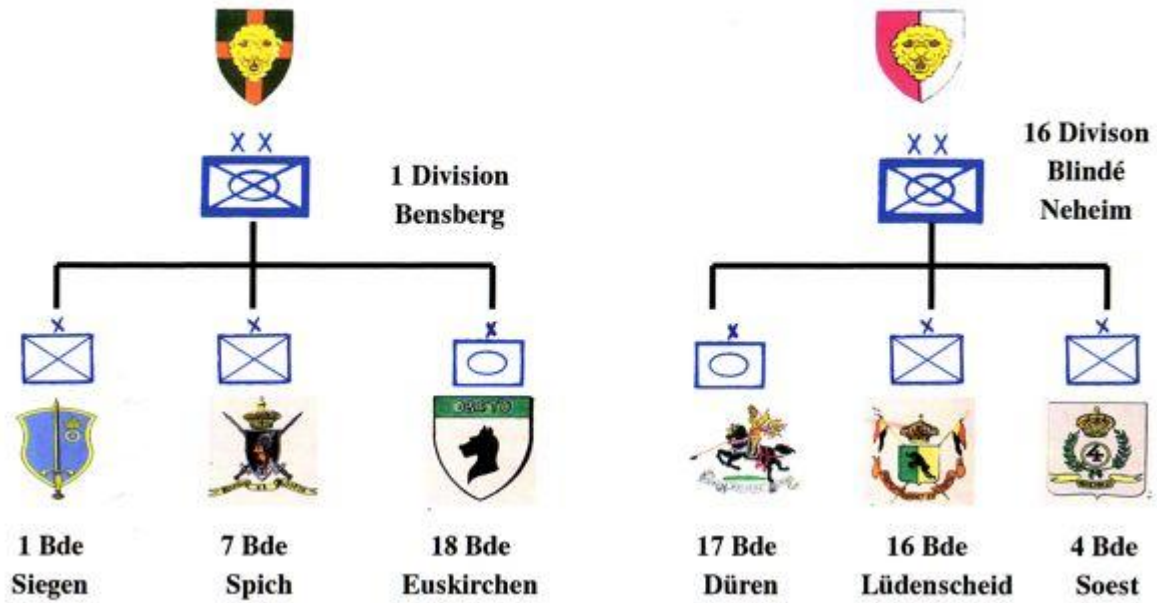 X X
1 Division
Bensberg
X X
16 Divison
Blindé
Neheim
X
X
X
X
X
X
4
1 Bde
Siegen
7 Bde
Spich
18 Bde
Euskirchen
17 Bde
Düren
16 Bde
Lüdenscheid
4 Bde
Soest